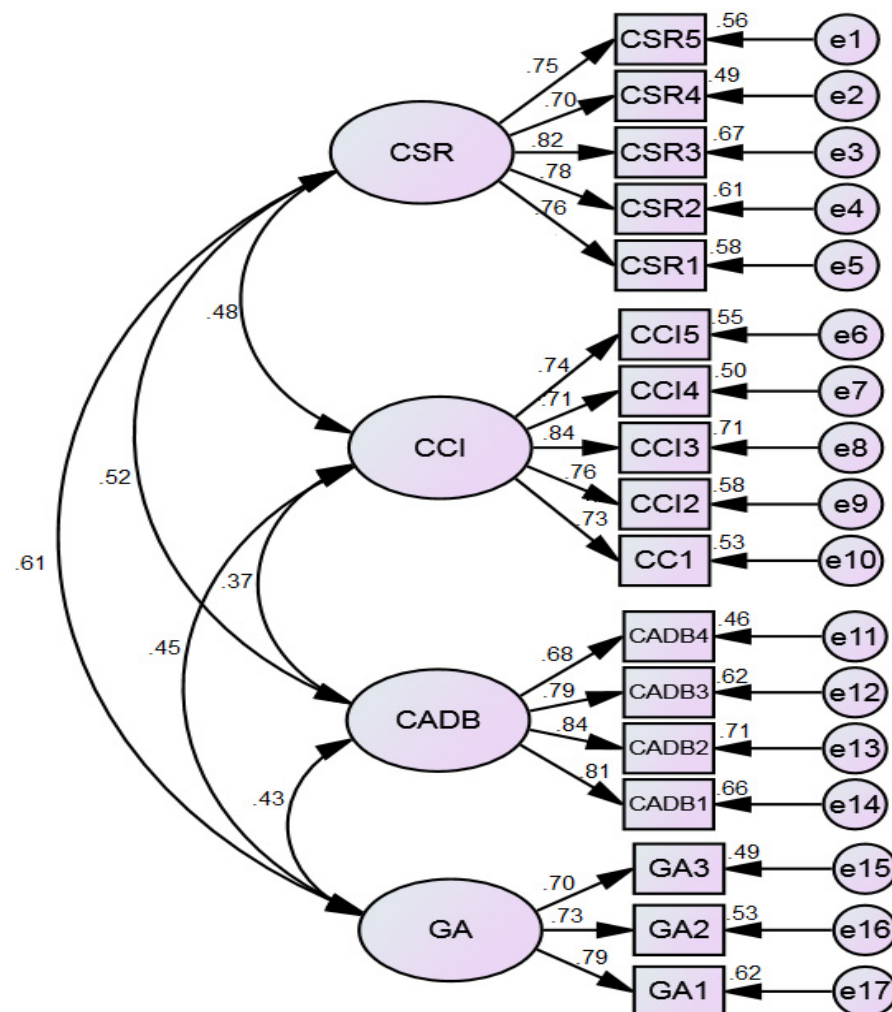 .56
CSR5
e1
.75
.49
CSR4
e2
.70
.67
CSR3
e3
.82
CSR
.61
CSR2
e4
.78
.58
CSR1
e5
.76
.48
.55
CCI5
e6
.74
.50
CCI4
e7
.71
.71
CCI3
e8
.84
CCI
.58
CCI2
e9
.76
.53
CC1
e10
.73
.52
.61
.37
.45
.46
CADB4
e11
.68
.62
CADB3
e12
.79
CADB
.71
CADB2
e13
.84
.66
CADB1
e14
.81
.43
.49
GA3
e15
.70
GA
.53
GA2
e16
.73
.62
GA1
e17
.79